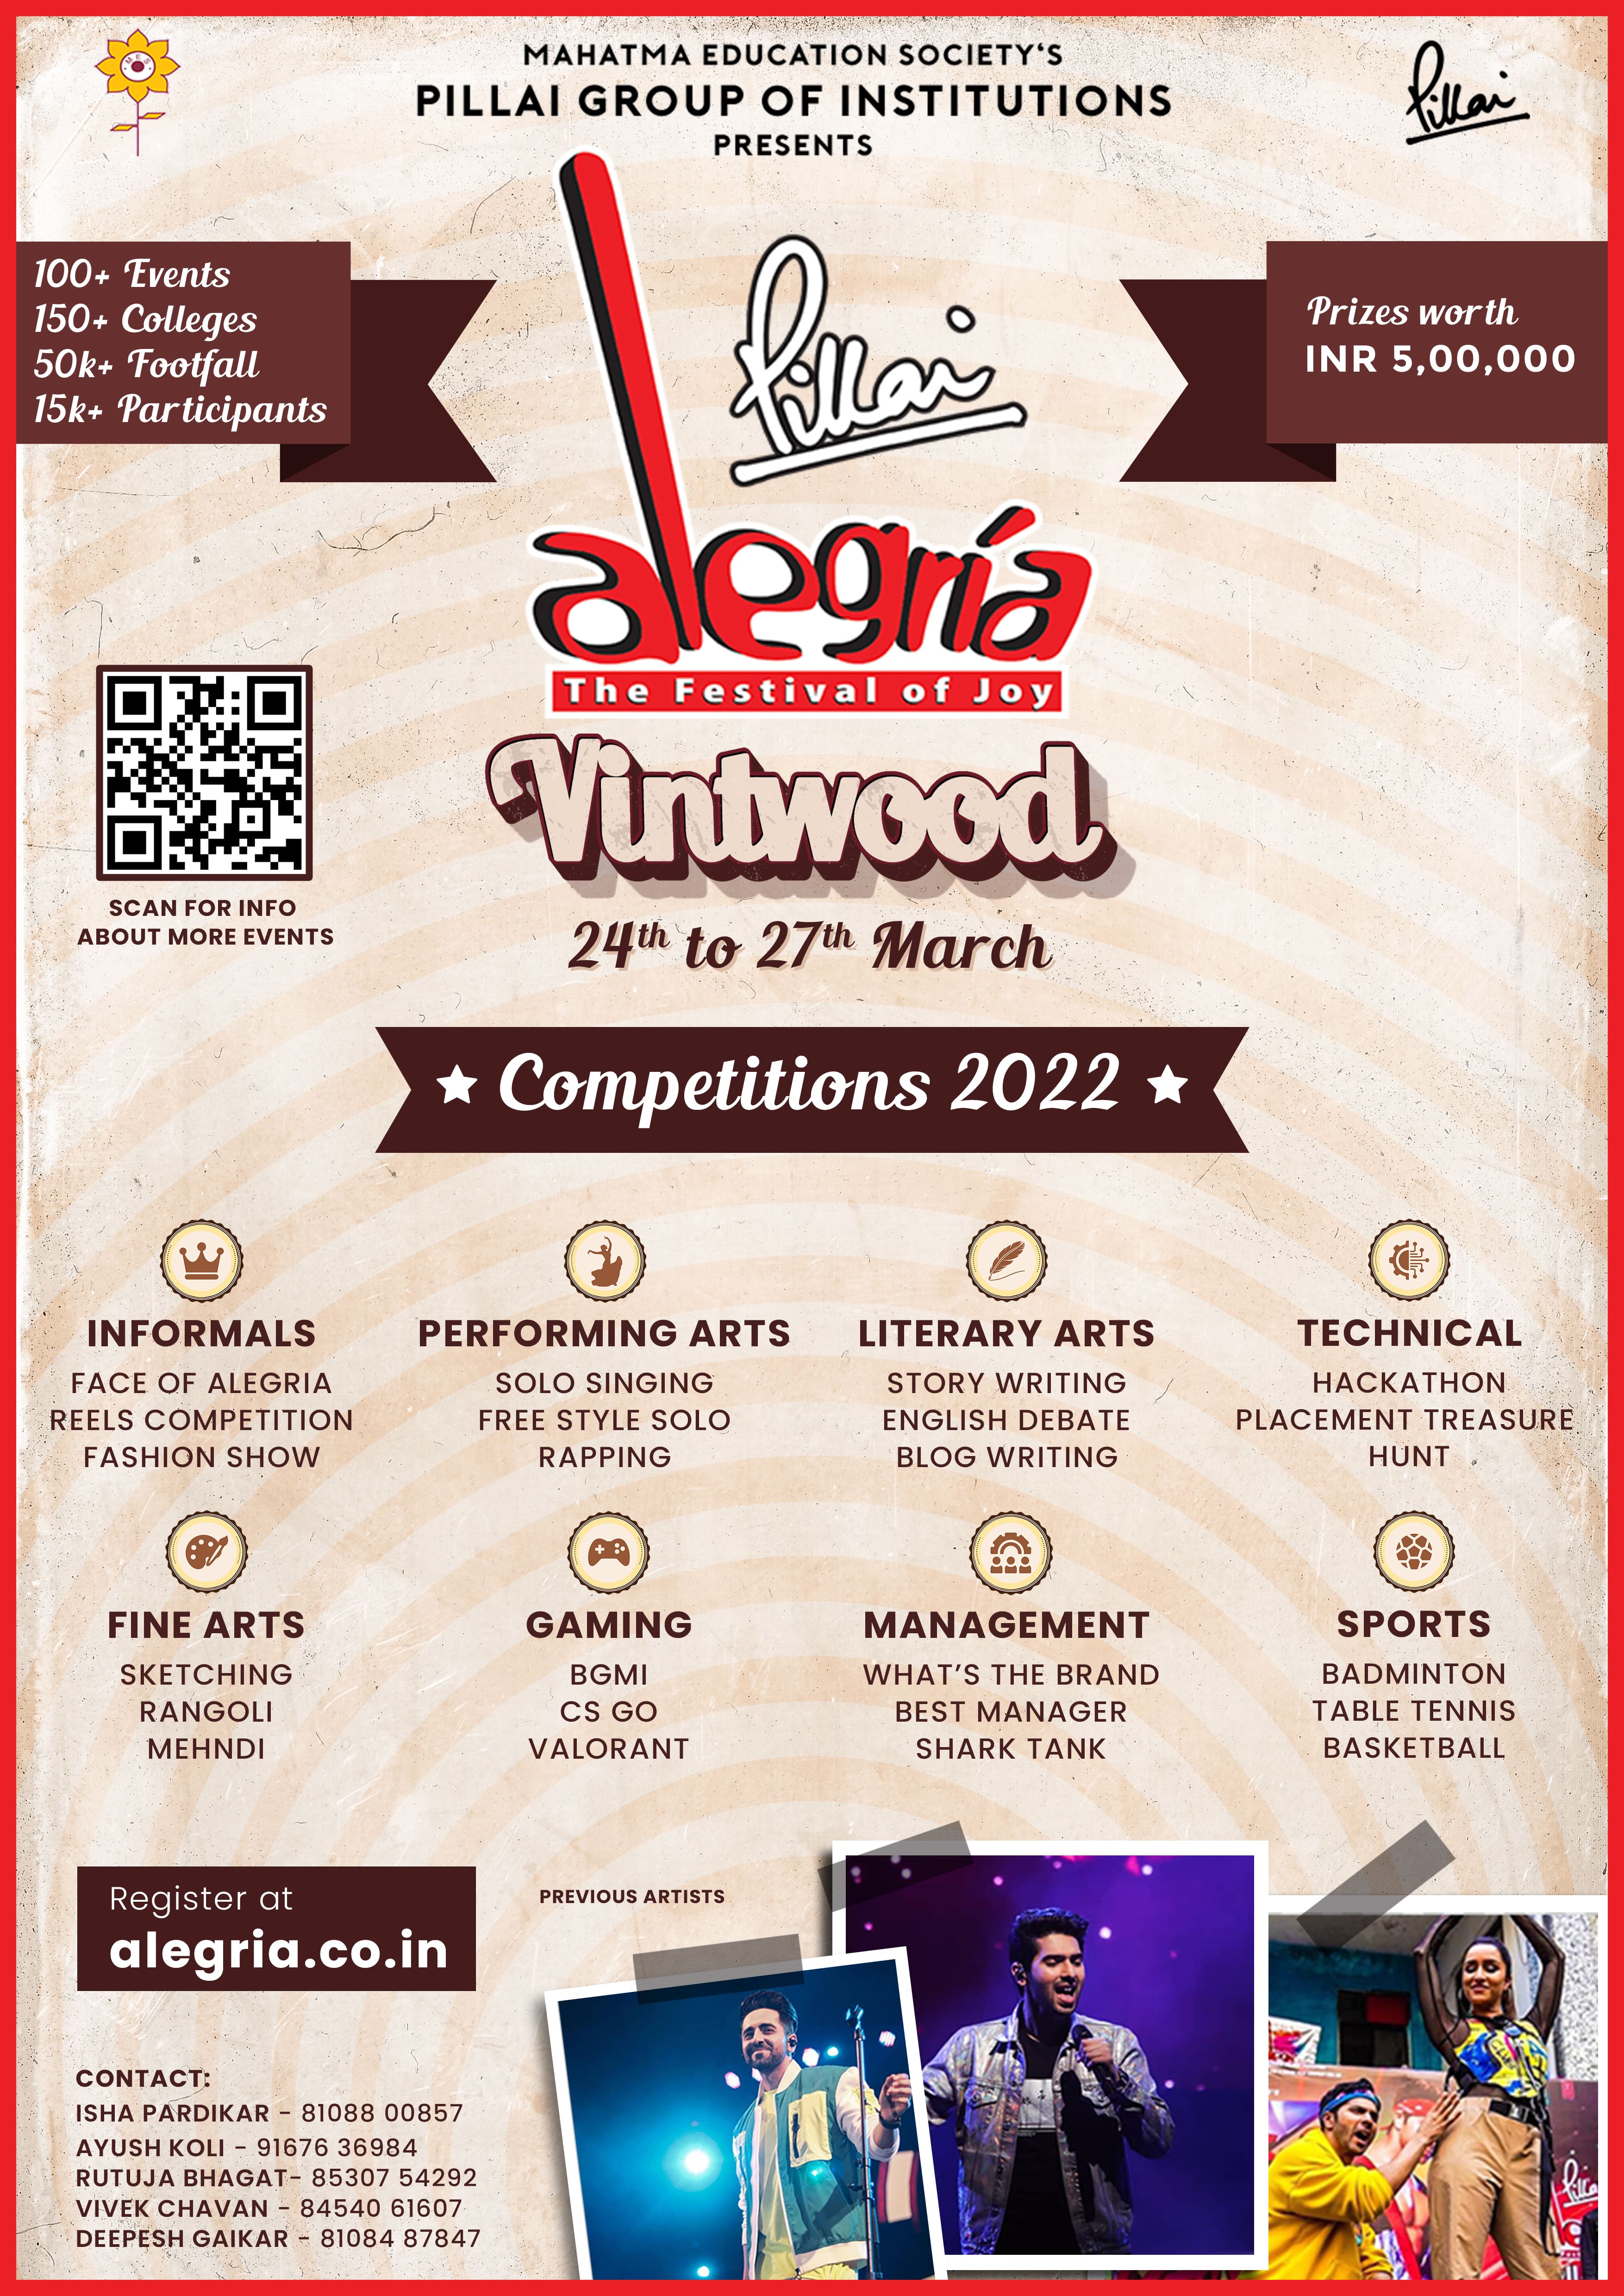 MAHATMA EDUCATION SOCIETY'S
PILLAI GROUP OF INSTITUTIONS
PRESENTS
Pillai
100+ Events
150+ Colleges
50k+ Footfall
15k+ Participants
Prizes worth
INR 5,00,000
Pillai
alegría
The Festival of Joy
Vintwood
24th to 27th March
SCAN FOR INFO
ABOUT MORE EVENTS
Competitions 2022
INFORMALS
FACE OF ALEGRIA
REELS COMPETITION
FASHION SHOW
PERFORMING ARTS
SOLO SINGING
FREE STYLE SOLO
RAPPING
LITERARY ARTS
STORY WRITING
ENGLISH DEBATE
BLOG WRITING
TECHNICAL
HACKATHON
PLACEMENT TREASURE
HUNT
FINE ARTS
SKETCHING
RANGOLI
MEHNDI
GAMING
BGMI
CS GO
VALORANT
MANAGEMENT
WHAT'S THE BRAND
BEST MANAGER
SHARK TANK
SPORTS
BADMINTON
TABLE TENNIS
BASKETBALL
Register at
alegria.co.in
PREVIOUS ARTISTS
CONTACT:
ISHA PARDIKAR - 81088 00857
AYUSH KOLI - 91676 36984
RUTUJA BHAGAT- 85307 54292
VIVEK CHAVAN - 84540 61607
DEEPESH GAIKAR - 81084 87847